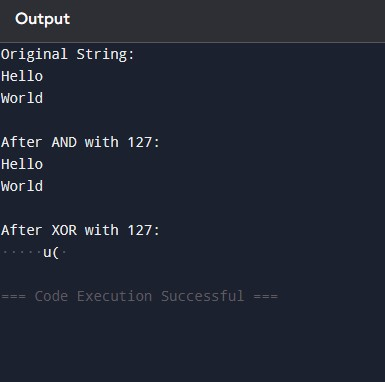 Output
Original String:
Hello
World
After AND with 127:
Hello
World
After XOR with 127:
·····u(·
=== Code Execution Successful ===